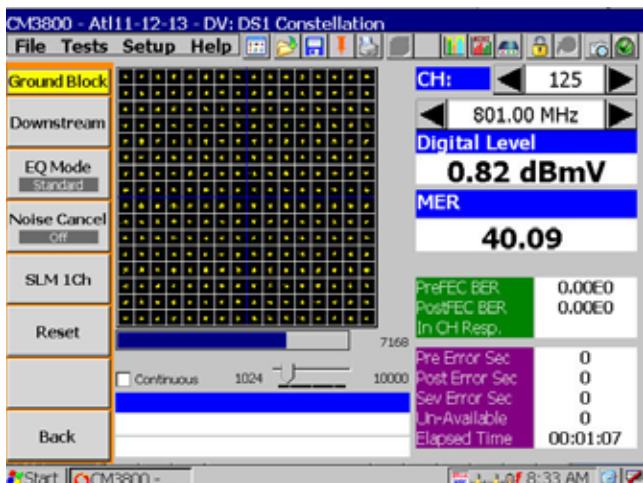 CM3800 - Atl11-12-13 - DV: DS1 Constellation
File Tests Setup Help
Ground Block
Downstream
EQ Mode
Standard
Noise Cancel
Off
SLM 1Ch
Reset
Back
7168
Continuous 1024 10000
CH: 125
801.00 MHz
Digital Level
0.82 dBmV
MER
40.09
PreFEC BER 0.00E0
PostFEC BER 0.00E0
In CH Resp.
Pre Error Sec 0
Post Error Sec 0
Sev Error Sec 0
Un-Available 0
Elapsed Time 00:01:07
Start CM3800 - 8:33 AM